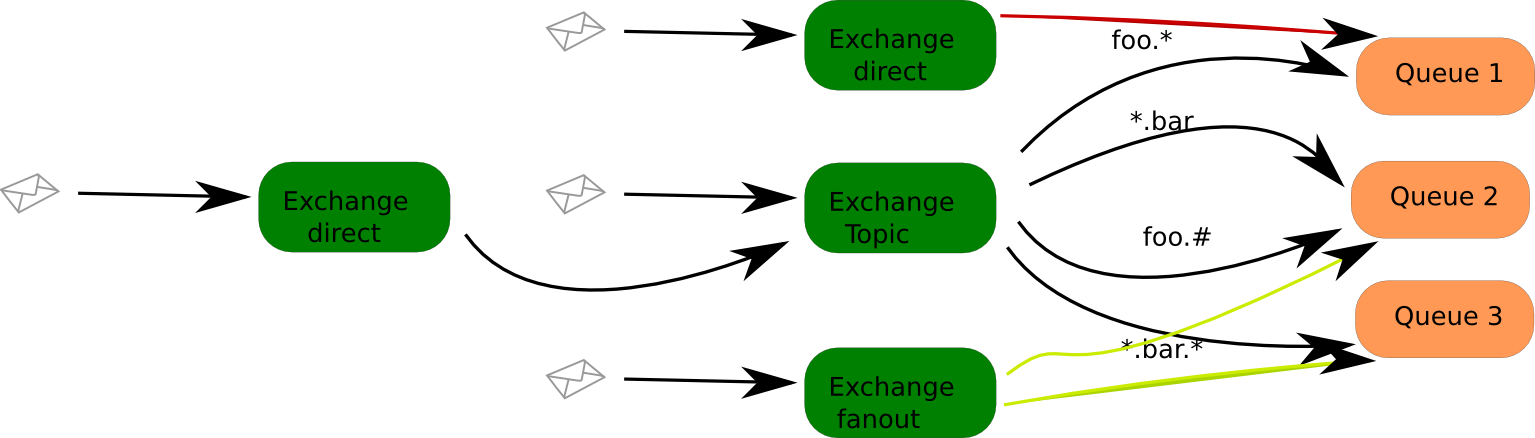 Exchange
direct
foo.*
Queue 1
*.bar
Exchange
direct
Exchange
Topic
Queue 2
foo.#
Queue 3
*.bar.*
Exchange
fanout